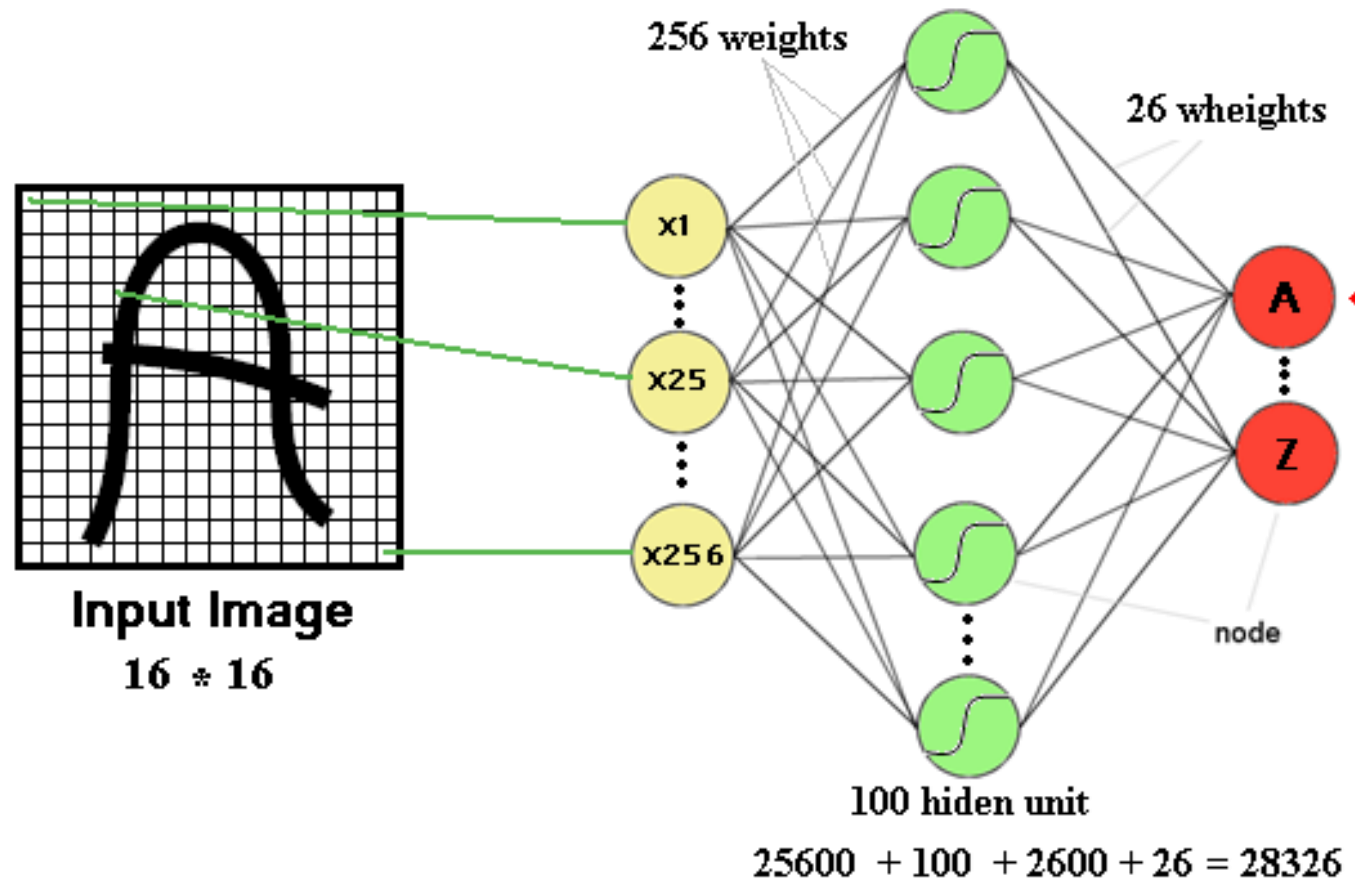 256 weights
26 wheights
x1
x25
x256
A
Z
node
Input Image
16 * 16
100 hiden unit
25600 + 100 + 2600 + 26 = 28326